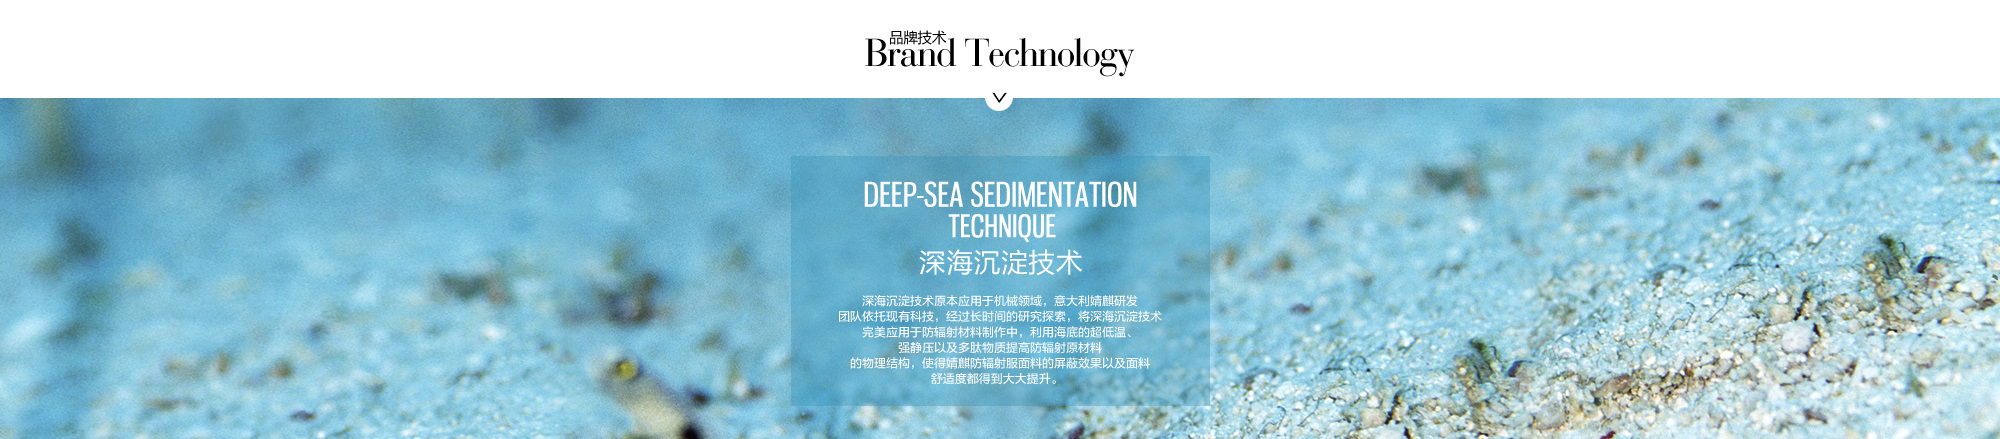 品牌技术
Brand Technology
DEEP-SEA SEDIMENTATION
TECHNIQUE
深海沉淀技术
深海沉淀技术原本应用于机械领域，意大利婧麒研发
团队依托现有科技，经过长时间的研究探索，将深海沉淀技术
完美应用于防辐射材料制作中，利用海底的超低温、
强静压以及多肽物质提高防辐射原材料
的物理结构，使得婧麒防辐射服面料的屏蔽效果以及面料
舒适度都得到大大提升。